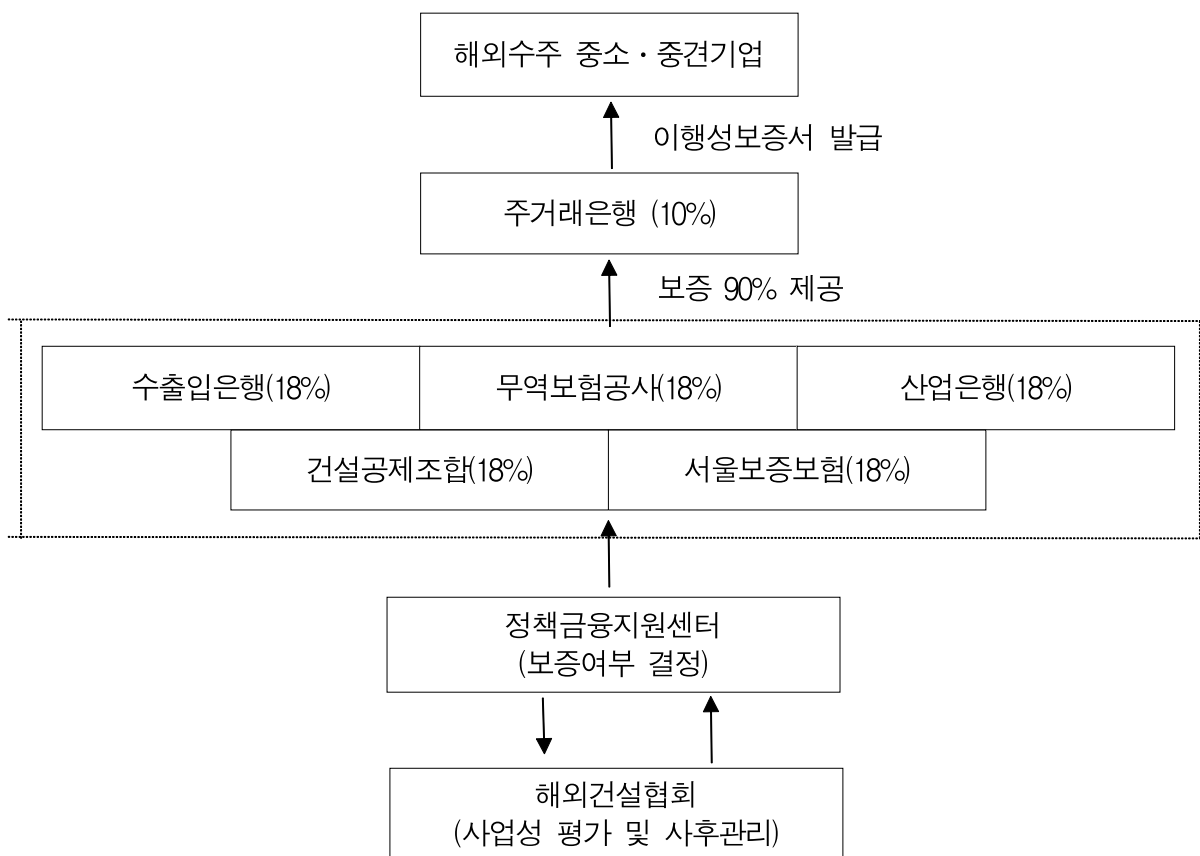 해외수주 중소·중견기업
이행성보증서 발급
주거래은행 (10%)
보증 90% 제공
수출입은행(18%) 무역보험공사(18%) 산업은행(18%)
건설공제조합(18%) 서울보증보험(18%)
정책금융지원센터
(보증여부 결정)
해외건설협회
(사업성 평가 및 사후관리)